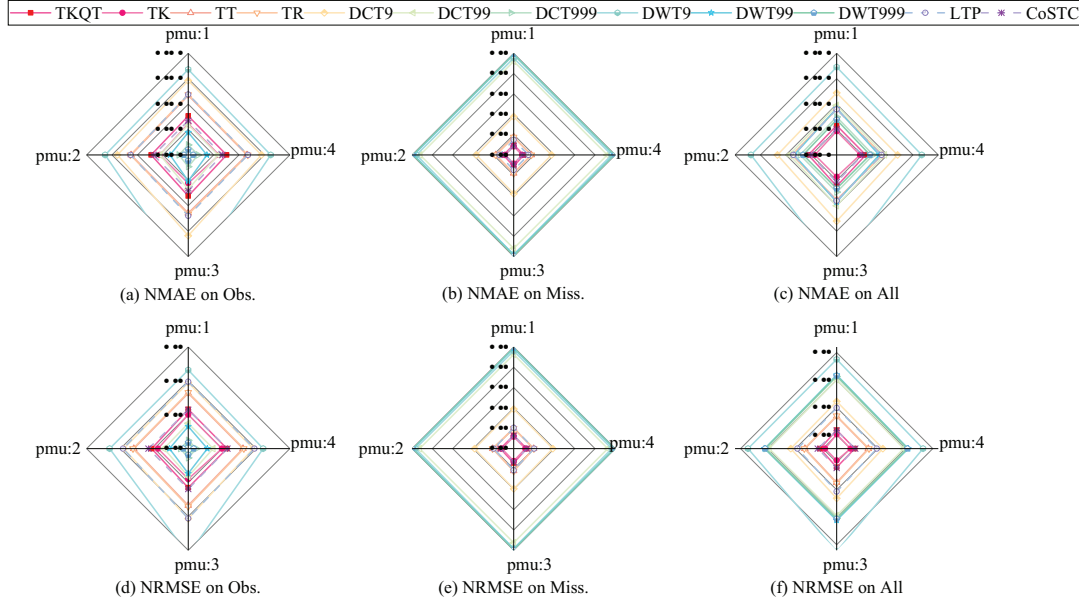 TKQT TK TT TR DCT9 DCT99 DCT999 DWT9 DWT99 DWT999 LTP CoSTC
pmu:1 pmu:1 pmu:1
pmu:2 pmu:4 pmu:2 pmu:4 pmu:2 pmu:4
pmu:3 pmu:3 pmu:3
(a) NMAE on Obs. (b) NMAE on Miss. (c) NMAE on All
pmu:1 pmu:1 pmu:1
pmu:2 pmu:4 pmu:2 pmu:4 pmu:2 pmu:4
pmu:3 pmu:3 pmu:3
(d) NRMSE on Obs. (e) NRMSE on Miss. (f) NRMSE on All